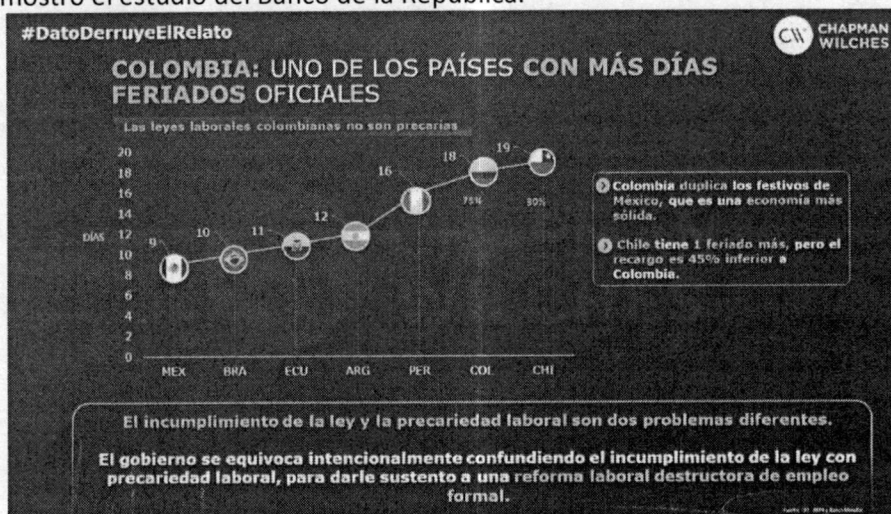 mostró el estudio del Banco de la República.
#DatoDerruyeElRelato
CW CHAPMAN
WILCHES
COLOMBIA: UNO DE LOS PAÍSES CON MÁS DÍAS
FERIADOS OFICIALES
Las leyes laborales colombianas no son precarias
20
18
16
14
12
10
8
6
4
2
0
DÍAS
9
10
11
12
16
18
19
75%
30%
MEX BRA ECU ARG PER COL CHI
Colombia duplica los festivos de
México, que es una economía más
sólida.
Chile tiene 1 feriado más, pero el
recargo es 45% inferior a
Colombia.
El incumplimiento de la ley y la precariedad laboral son dos problemas diferentes.
El gobierno se equivoca intencionalmente confundiendo el incumplimiento de la ley con
precariedad laboral, para darle sustento a una reforma laboral destructora de empleo
formal.